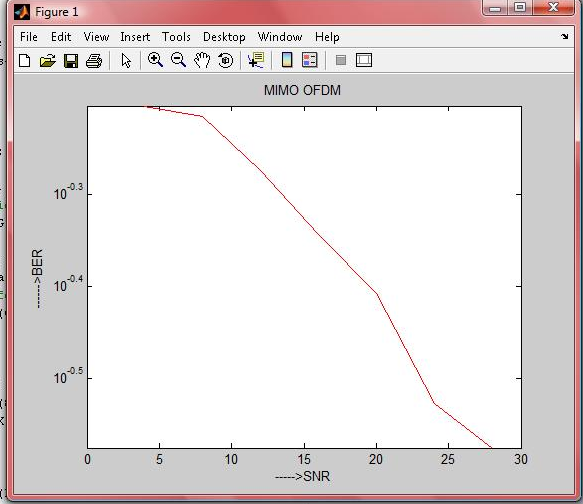 Figure 1
File Edit View Insert Tools Desktop Window Help
MIMO OFDM
10^-0.3
10^-0.4
10^-0.5
------>BER
0 5 10 15 20 25 30
----->SNR